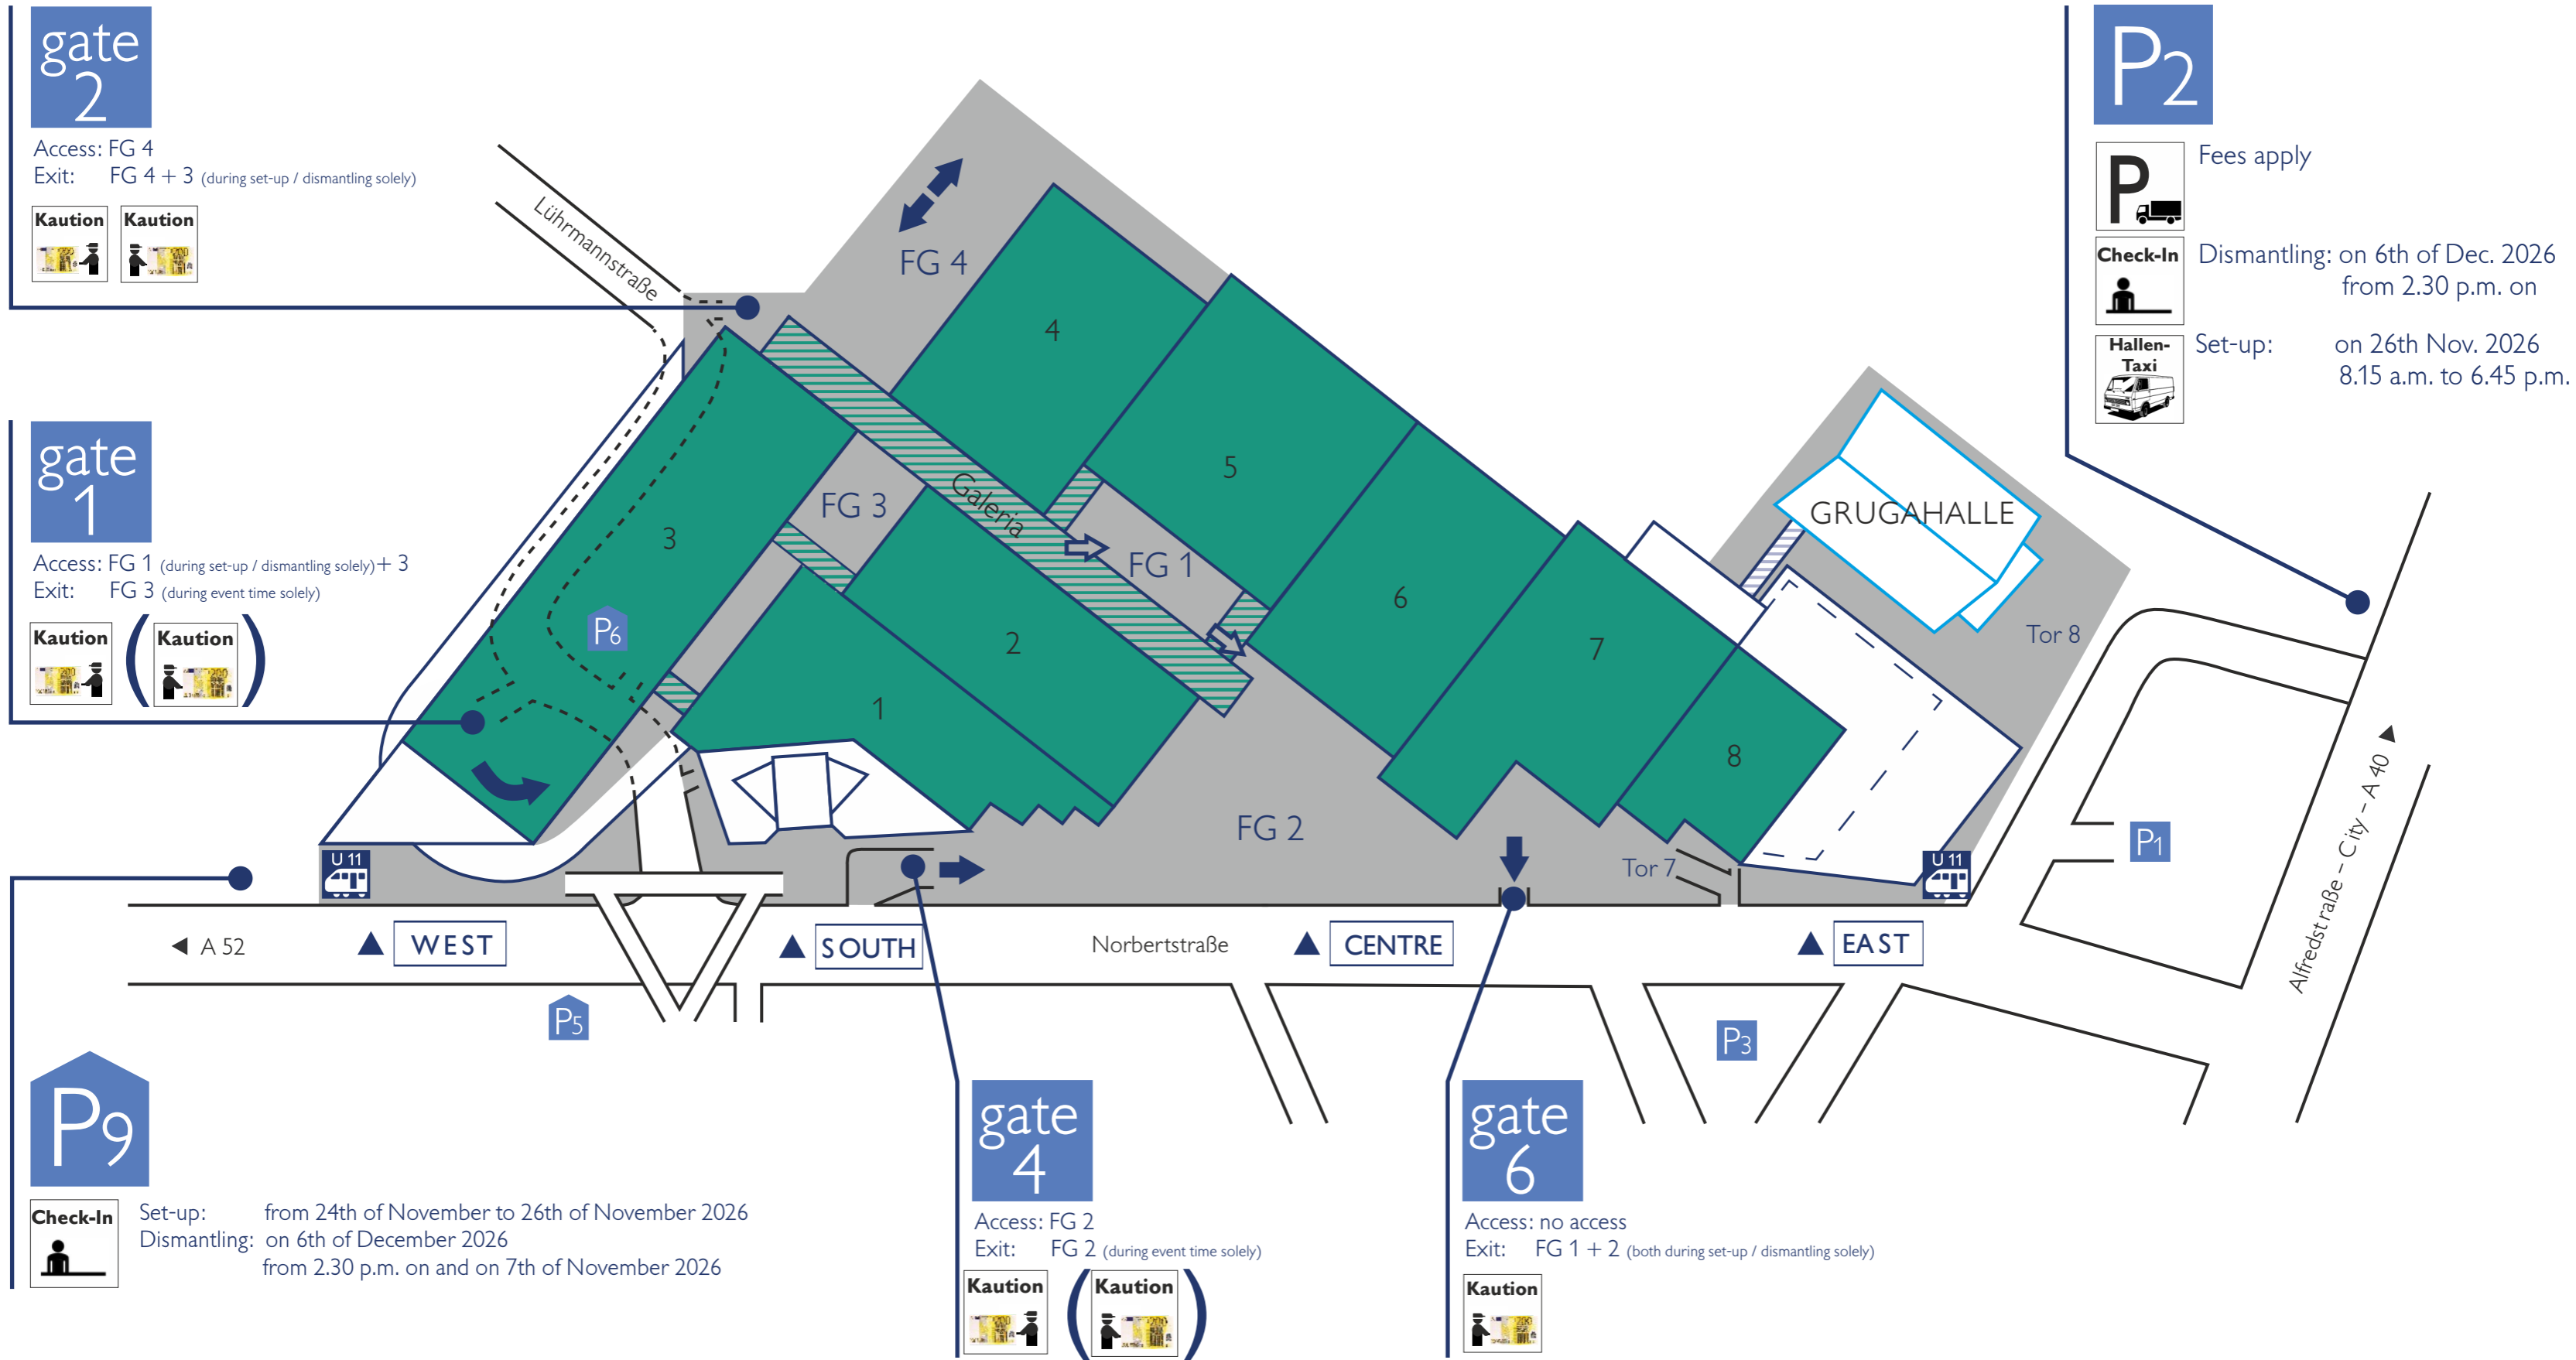 gate
2
Access: FG 4
Exit: FG 4 + 3 (during set-up / dismantling solely)
Kaution
Kaution
P2
Fees apply
P
Check-In
Dismantling: on 6th of Dec. 2026
from 2.30 p.m. on
Hallen-
Taxi
Set-up: on 26th Nov. 2026
8.15 a.m. to 6.45 p.m.
gate
1
Access: FG 1 (during set-up / dismantling solely)+ 3
Exit: FG 3 (during event time solely)
Kaution
(Kaution)
Lührmannstraße
FG 4
4
5
Galeria
FG 3
3
FG 1
GRUGAHALLE
6
P6
2
7
Tor 8
1
8
FG 2
Tor 7
P1
Alfredstraße – City – A 40
U 11
U 11
A 52
WEST
SOUTH
Norbertstraße
CENTRE
EAST
P5
P3
P9
Check-In
Set-up: from 24th of November to 26th of November 2026
Dismantling: on 6th of December 2026
from 2.30 p.m. on and on 7th of November 2026
gate
4
Access: FG 2
Exit: FG 2 (during event time solely)
Kaution
(Kaution)
gate
6
Access: no access
Exit: FG 1 + 2 (both during set-up / dismantling solely)
Kaution